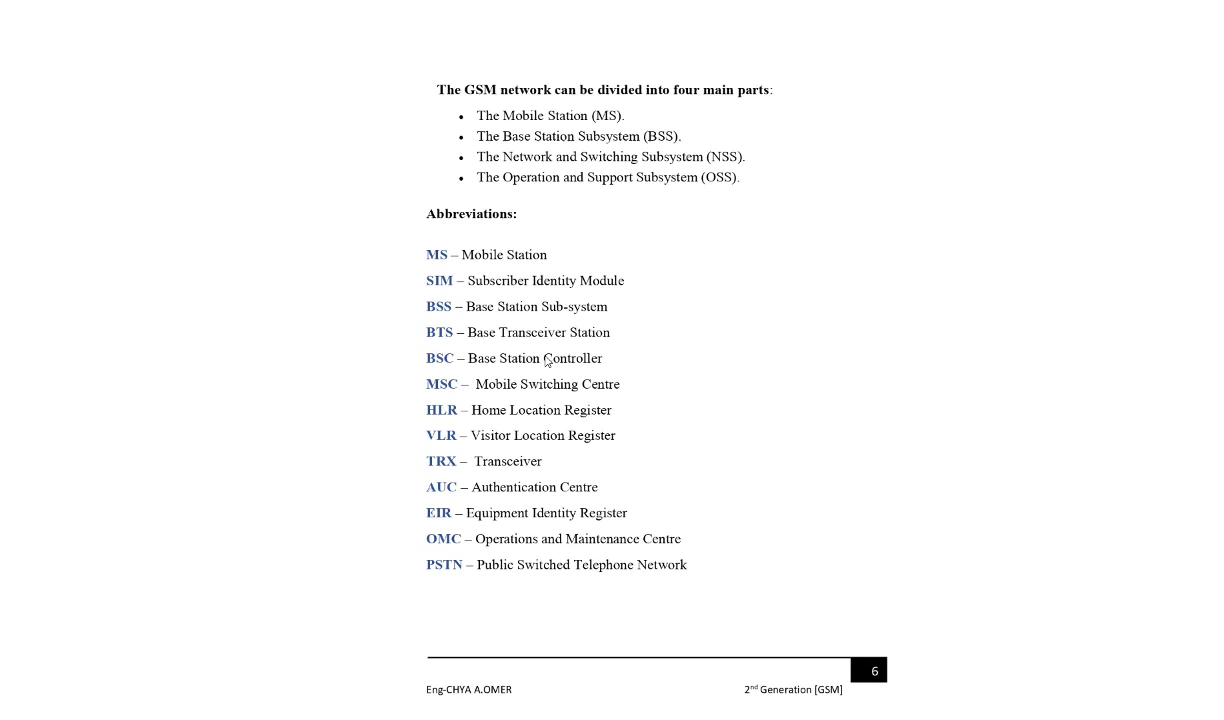 The GSM network can be divided into four main parts:
• The Mobile Station (MS).
• The Base Station Subsystem (BSS).
• The Network and Switching Subsystem (NSS).
• The Operation and Support Subsystem (OSS).
Abbreviations:
MS – Mobile Station
SIM – Subscriber Identity Module
BSS – Base Station Sub-system
BTS – Base Transceiver Station
BSC – Base Station Controller
MSC – Mobile Switching Centre
HLR – Home Location Register
VLR – Visitor Location Register
TRX – Transceiver
AUC – Authentication Centre
EIR – Equipment Identity Register
OMC – Operations and Maintenance Centre
PSTN – Public Switched Telephone Network
6
Eng-CHYA A.OMER 2nd Generation [GSM]